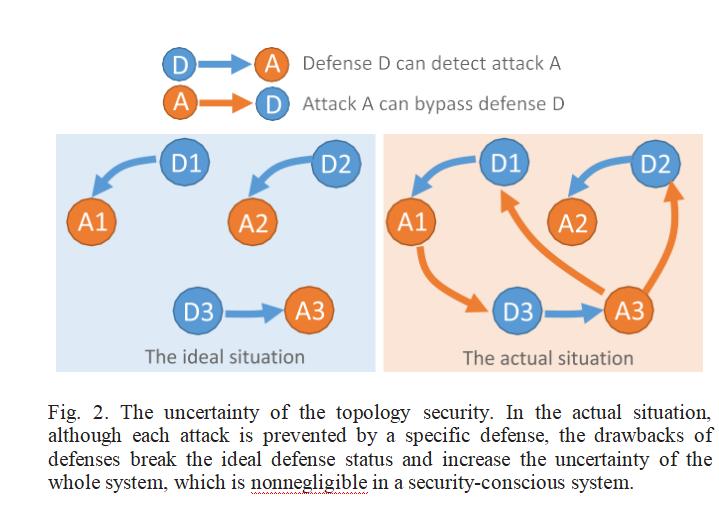 D A Defense D can detect attack A
A D Attack A can bypass defense D
D1 D2 D1 D2
A1 A2 A1 A2
D3 A3 D3 A3
The ideal situation The actual situation
Fig. 2. The uncertainty of the topology security. In the actual situation,
although each attack is prevented by a specific defense, the drawbacks of
defenses break the ideal defense status and increase the uncertainty of the
whole system, which is nonnegligible in a security-conscious system.